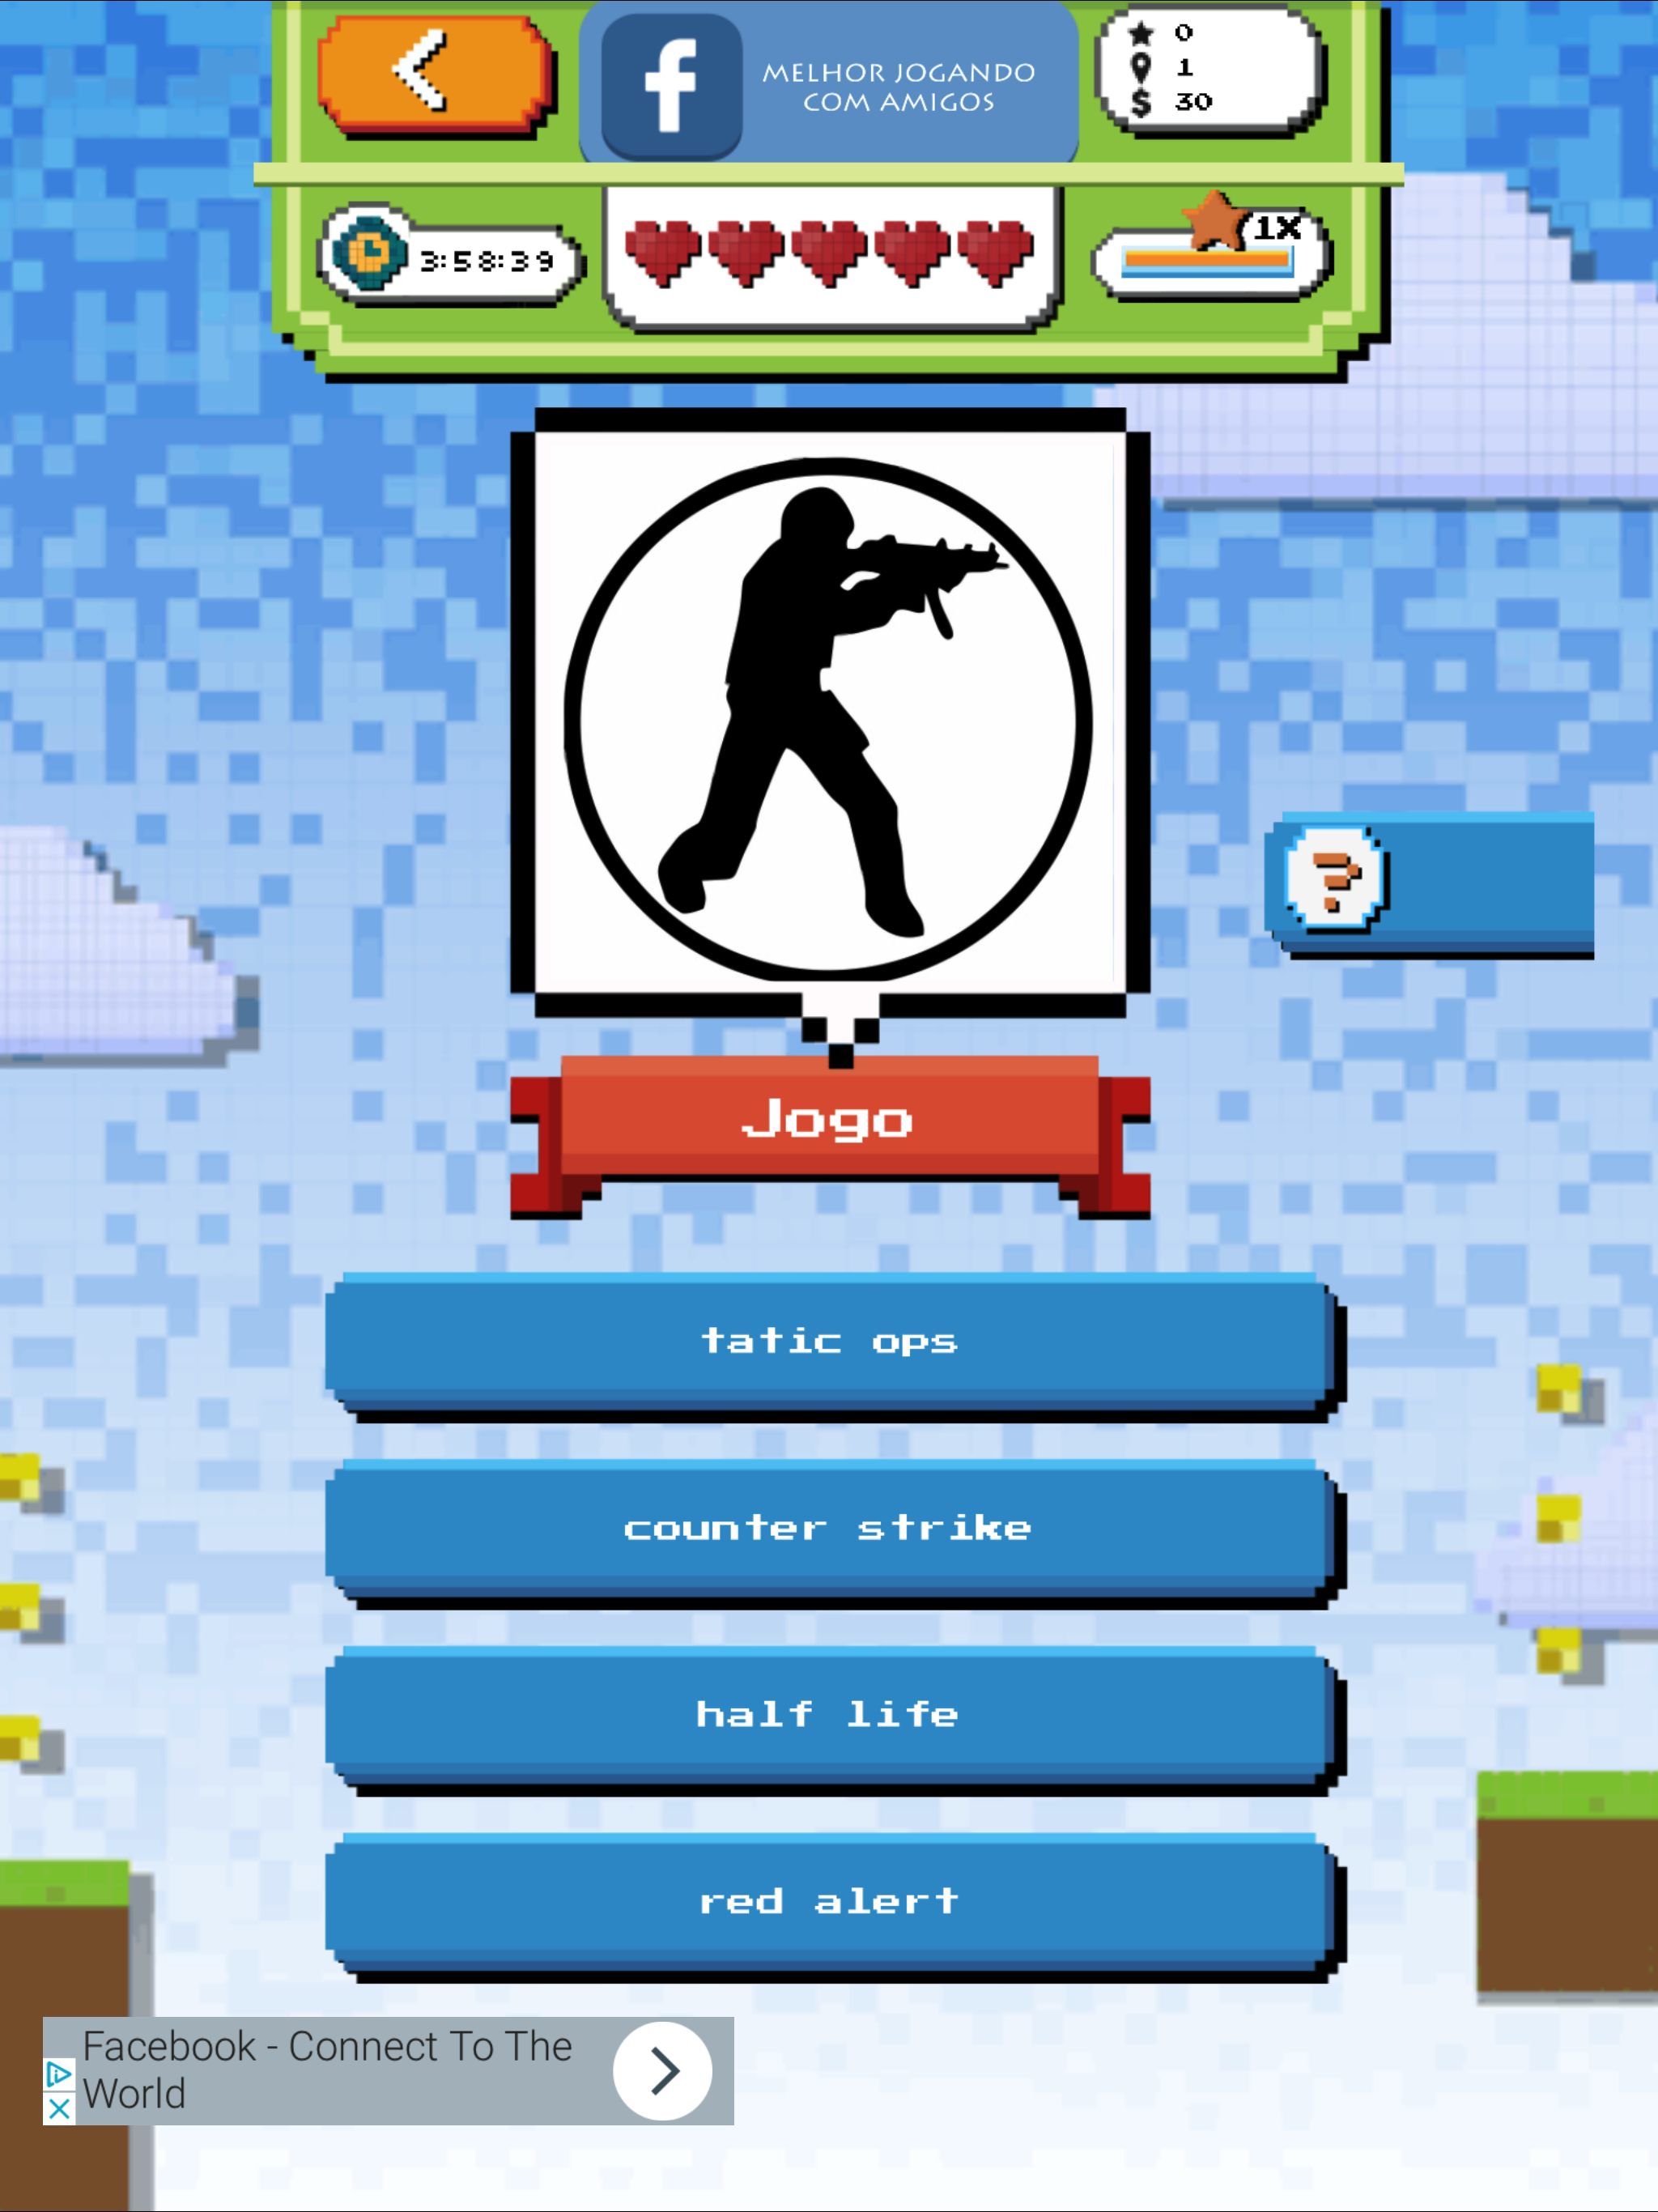 MELHOR JOGANDO
COM AMIGOS
0
1
$ 30
3:58:39
1X
Jogo
tatic ops
counter strike
half life
red alert
Facebook - Connect To The
World